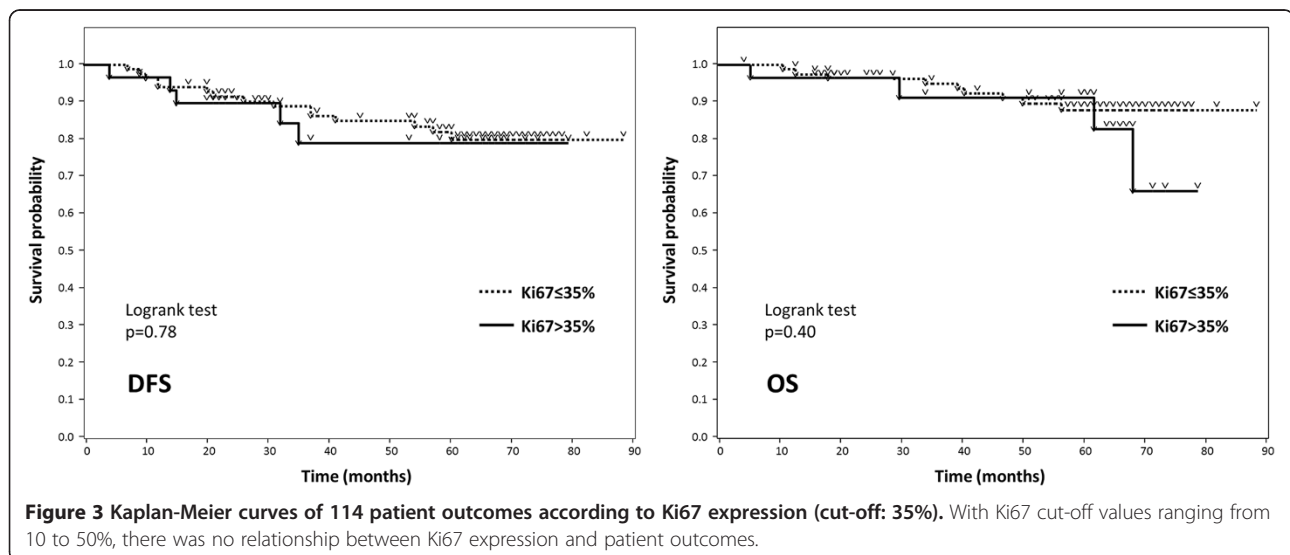 1.0
0.9
0.8
0.7
0.6
0.5
0.4
0.3
0.2
0.1
0.0
Survival probability
Ki67≤35%
Ki67>35%
Logrank test
p=0.78
DFS
0 10 20 30 40 50 60 70 80 90
Time (months)
1.0
0.9
0.8
0.7
0.6
0.5
0.4
0.3
0.2
0.1
0.0
Survival probability
Ki67≤35%
Ki67>35%
Logrank test
p=0.40
OS
0 10 20 30 40 50 60 70 80 90
Time (months)
Figure 3 Kaplan-Meier curves of 114 patient outcomes according to Ki67 expression (cut-off: 35%). With Ki67 cut-off values ranging from
10 to 50%, there was no relationship between Ki67 expression and patient outcomes.